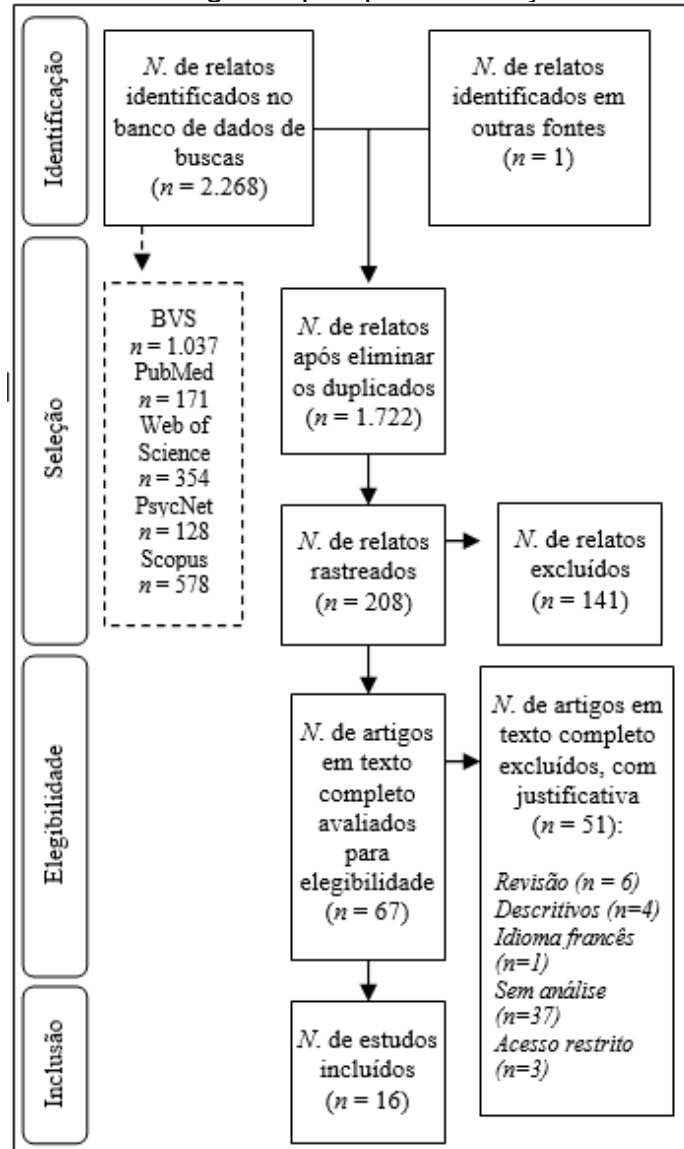 Identificação
N. de relatos
identificados no
banco de dados de
buscas
(n = 2.268)
N. de relatos
identificados em
outras fontes
(n = 1)
Seleção
BVS
n = 1.037
PubMed
n = 171
Web of
Science
n = 354
PsycNet
n = 128
Scopus
n = 578
N. de relatos
após eliminar
os duplicados
(n = 1.722)
N. de relatos
rastreados
(n = 208)
N. de relatos
excluídos
(n = 141)
Elegibilidade
N. de artigos
em texto
completo
avaliados
para
elegibilidade
(n = 67)
N. de artigos em
texto completo
excluídos, com
justificativa
(n = 51):
Revisão (n = 6)
Descritivos (n=4)
Idioma francês
(n=1)
Sem análise
(n=37)
Acesso restrito
(n=3)
Inclusão
N. de estudos
incluídos
(n = 16)